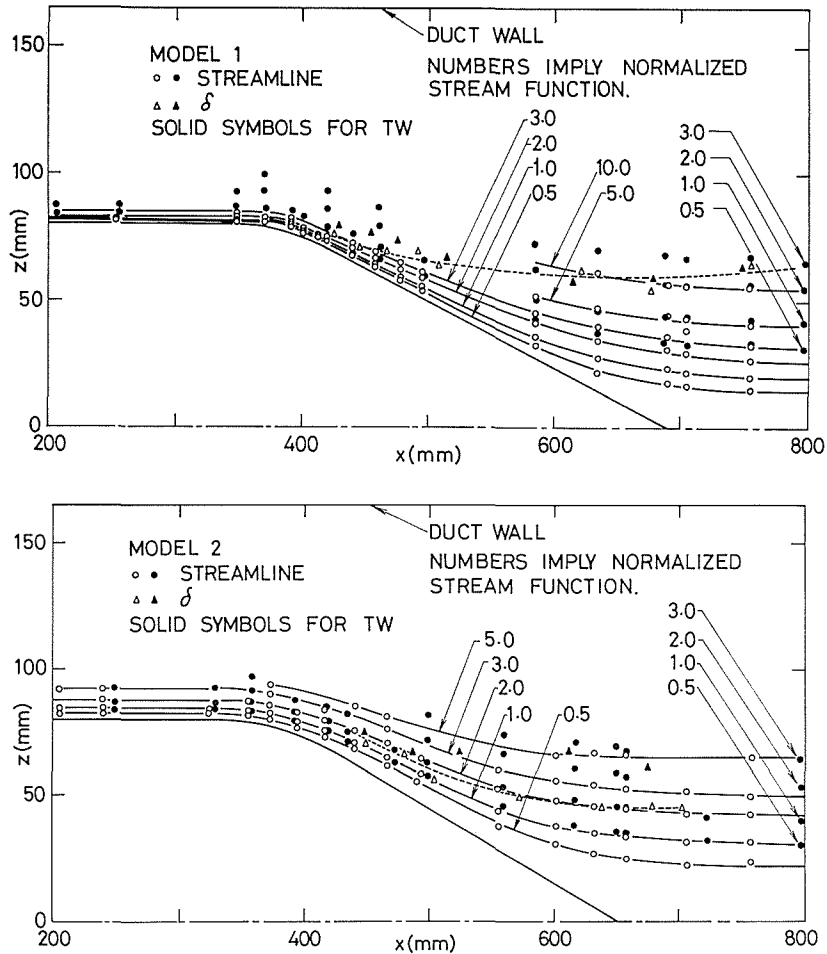 150
100
50
0
z(mm)
MODEL 1
○ ● STREAMLINE
△ ▲ δ
SOLID SYMBOLS FOR TW
DUCT WALL
NUMBERS IMPLY NORMALIZED
STREAM FUNCTION.
3.0
2.0
1.0
0.5
10.0
5.0
3.0
2.0
1.0
0.5
200
400
600
800
x(mm)
150
100
50
0
z(mm)
MODEL 2
○ ● STREAMLINE
△ ▲ δ
SOLID SYMBOLS FOR TW
DUCT WALL
NUMBERS IMPLY NORMALIZED
STREAM FUNCTION.
5.0
3.0
2.0
1.0
0.5
3.0
2.0
1.0
0.5
200
400
600
800
x(mm)